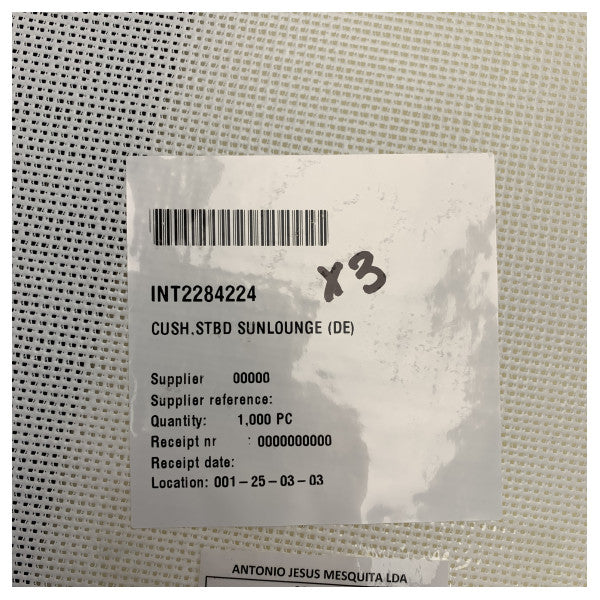 X3
INT2284224
CUSH,STBD SUNLOUNGE (DE)
Supplier 00000
Supplier reference:
Quantity: 1,000 PC
Receipt nr : 0000000000
Receipt date:
Location: 001-25-03-03
ANTONIO JESUS MESQUITA LDA